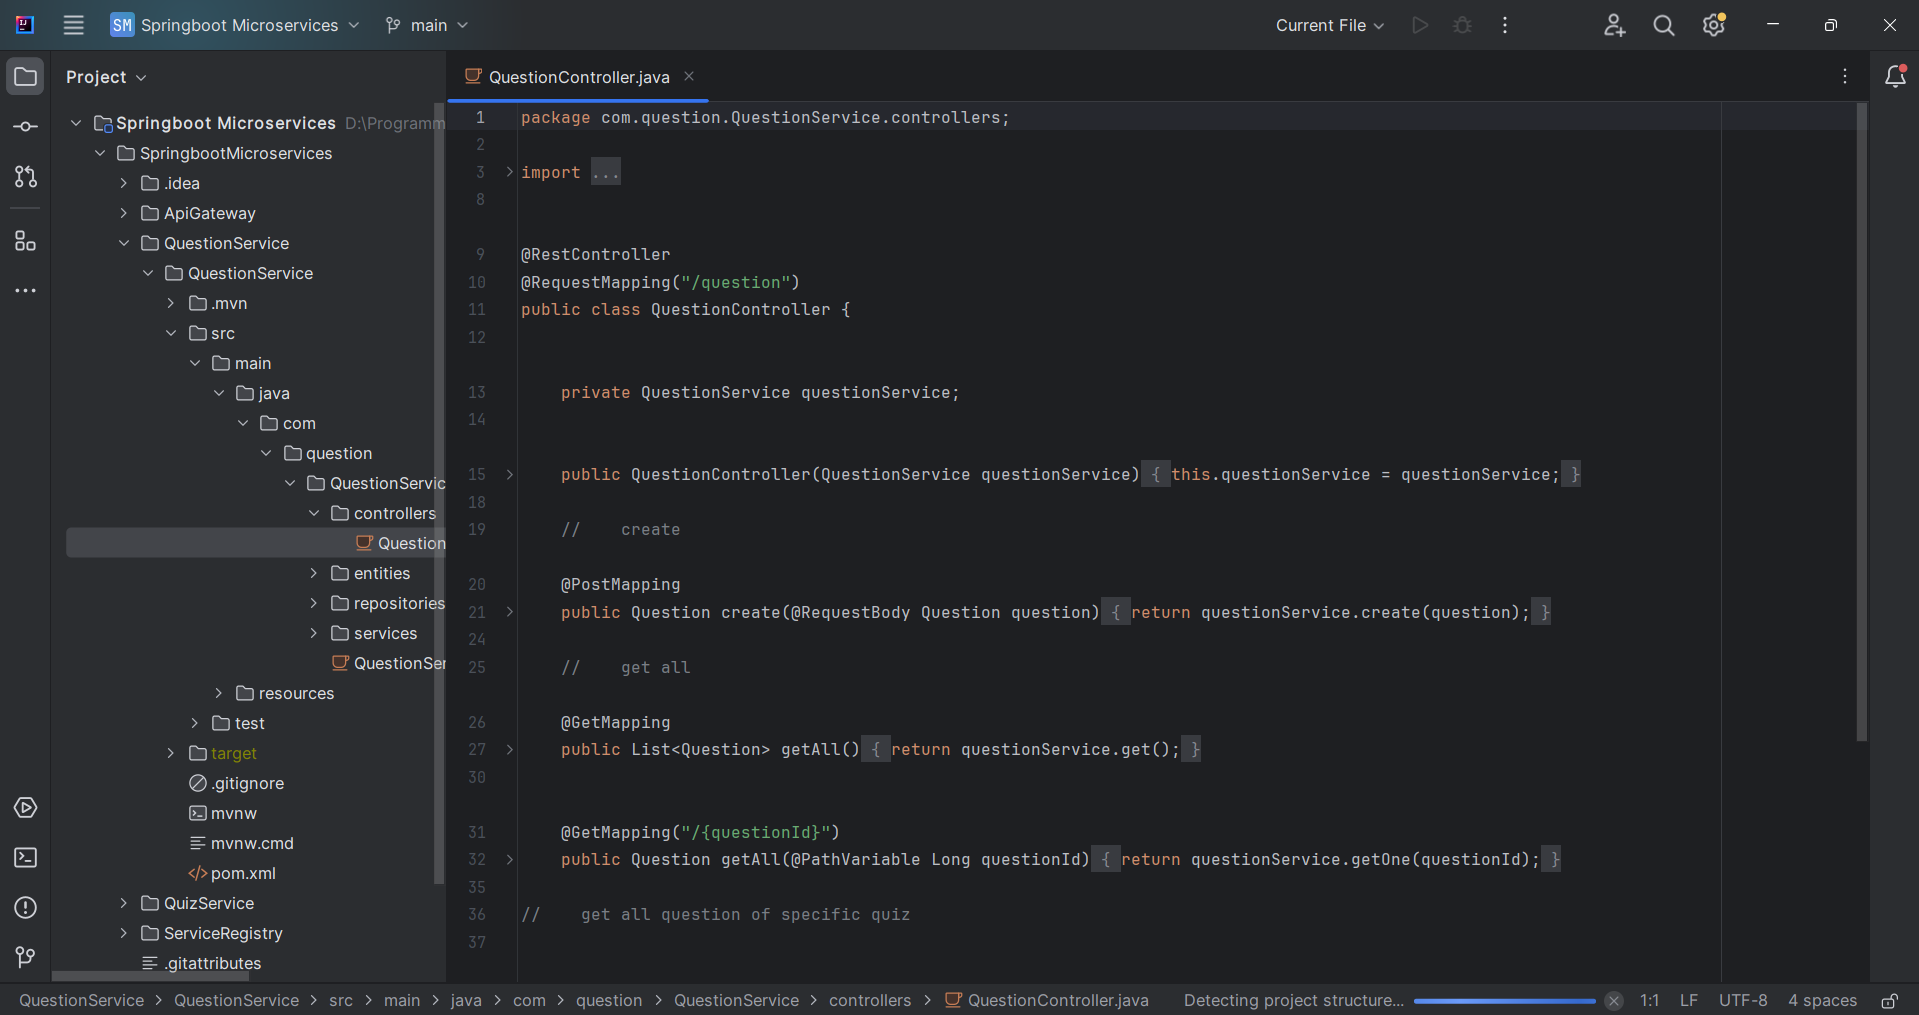 SM Springboot Microservices main Current File
Project
QuestionController.java
Springboot Microservices D:\Programm
SpringbootMicroservices
.idea
ApiGateway
QuestionService
QuestionService
.mvn
src
main
java
com
question
QuestionServic
controllers
Question
entities
repositories
services
QuestionSer
resources
test
target
.gitignore
mvnw
mvnw.cmd
pom.xml
QuizService
ServiceRegistry
.gitattributes
1 package com.question.QuestionService.controllers;
2
3 import ...
8
9 @RestController
10 @RequestMapping("/question")
11 public class QuestionController {
12
13 private QuestionService questionService;
14
15 public QuestionController(QuestionService questionService) { this.questionService = questionService; }
18
19 // create
20 @PostMapping
21 public Question create(@RequestBody Question question) { return questionService.create(question); }
24
25 // get all
26 @GetMapping
27 public List<Question> getAll() { return questionService.get(); }
30
31 @GetMapping("/{questionId}")
32 public Question getAll(@PathVariable Long questionId) { return questionService.getOne(questionId); }
35
36 // get all question of specific quiz
37
QuestionService > QuestionService > src > main > java > com > question > QuestionService > controllers > QuestionController.java Detecting project structure... 1:1 LF UTF-8 4 spaces